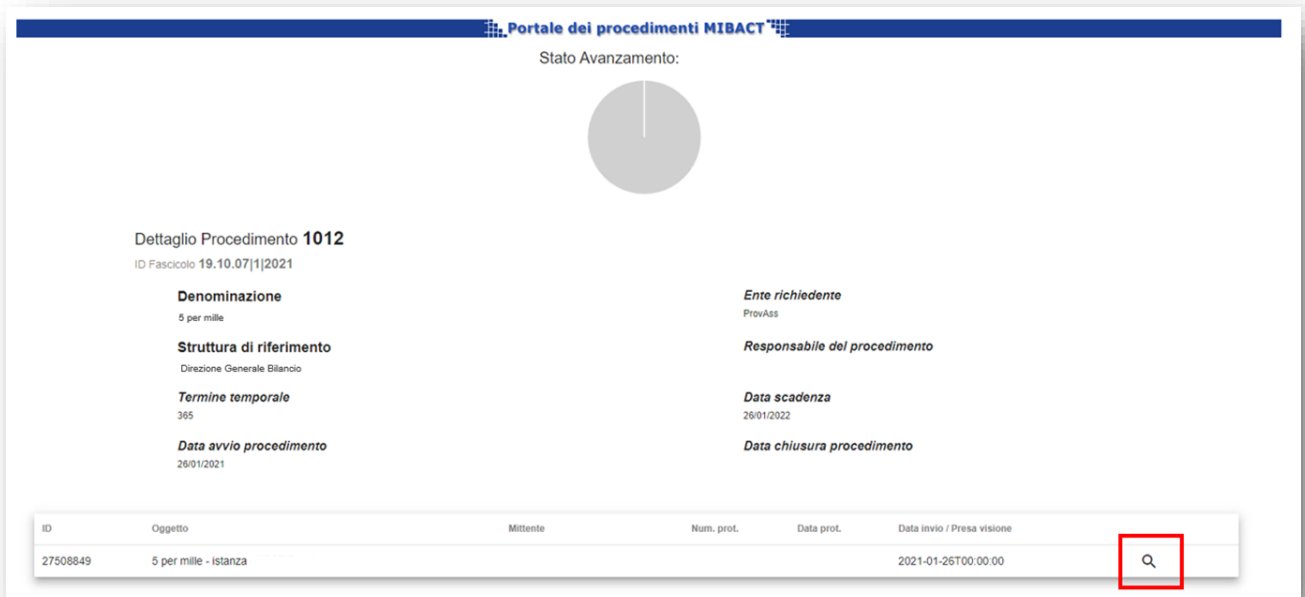 Portale dei procedimenti MIBACT
Stato Avanzamento:
Dettaglio Procedimento 1012
ID Fascicolo 19.10.07|1|2021
Denominazione
5 per mille
Ente richiedente
ProvAss
Struttura di riferimento
Direzione Generale Bilancio
Responsabile del procedimento
Termine temporale
365
Data scadenza
26/01/2022
Data avvio procedimento
26/01/2021
Data chiusura procedimento
ID Oggetto Mittente Num. prot. Data prot. Data invio / Presa visione
27508849 5 per mille - istanza 2021-01-26T00:00:00